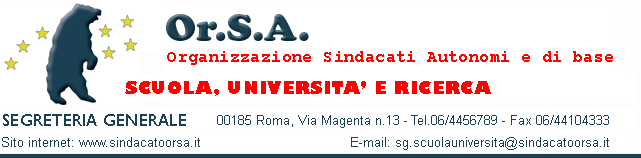 Or.S.A.
Organizzazione Sindacati Autonomi e di base
SCUOLA, UNIVERSITA' E RICERCA
SEGRETERIA GENERALE 00185 Roma, Via Magenta n.13 - Tel.06/4456789 - Fax 06/44104333
Sito internet: www.sindacatoorsa.it E-mail: sg.scuolauniversita@sindacatoorsa.it